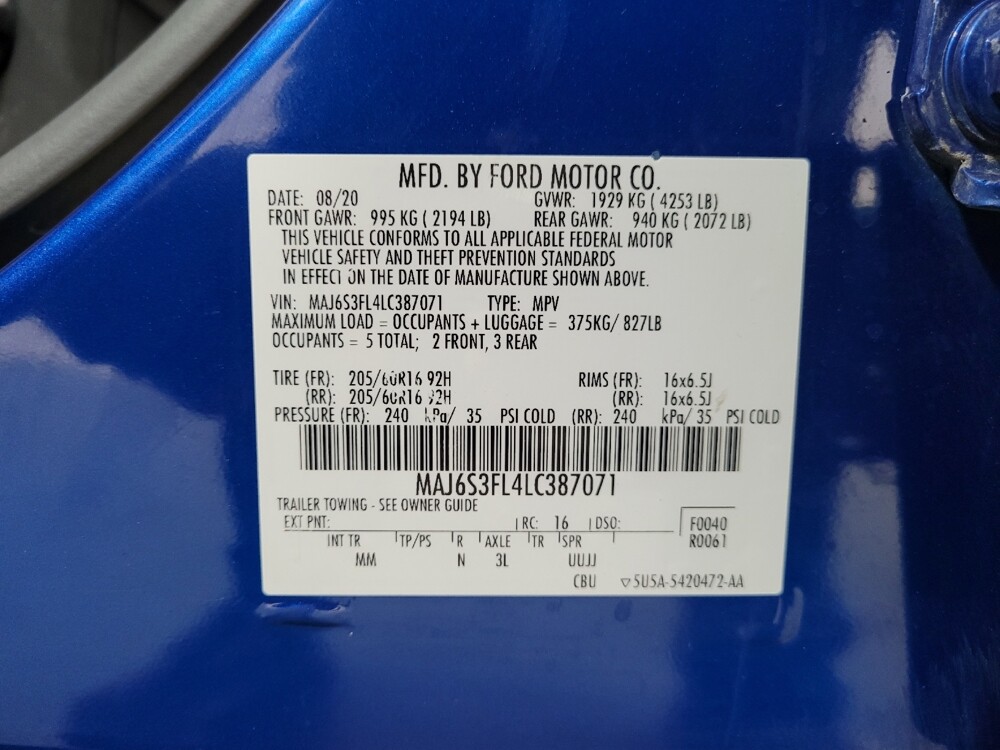 MFD. BY FORD MOTOR CO.
DATE: 08/20 GVWR: 1929 KG ( 4253 LB)
FRONT GAWR: 995 KG ( 2194 LB) REAR GAWR: 940 KG ( 2072 LB)
THIS VEHICLE CONFORMS TO ALL APPLICABLE FEDERAL MOTOR
VEHICLE SAFETY AND THEFT PREVENTION STANDARDS
IN EFFECT ON THE DATE OF MANUFACTURE SHOWN ABOVE.
VIN: MAJ6S3FL4LC387071 TYPE: MPV
MAXIMUM LOAD = OCCUPANTS + LUGGAGE = 375KG/ 827LB
OCCUPANTS = 5 TOTAL; 2 FRONT, 3 REAR
TIRE (FR): 205/60R16 92H RIMS (FR): 16x6.5J
(RR): 205/60R16 92H (RR): 16x6.5J
PRESSURE (FR): 240 kPa/ 35 PSI COLD (RR): 240 kPa/ 35 PSI COLD
MAJ6S3FL4LC387071
TRAILER TOWING - SEE OWNER GUIDE
EXT PNT: RC: 16 DSO: F0040
INT TR TP/PS R AXLE TR SPR R0061
MM N 3L UUJJ
CBU ▽5U5A-5420472-AA